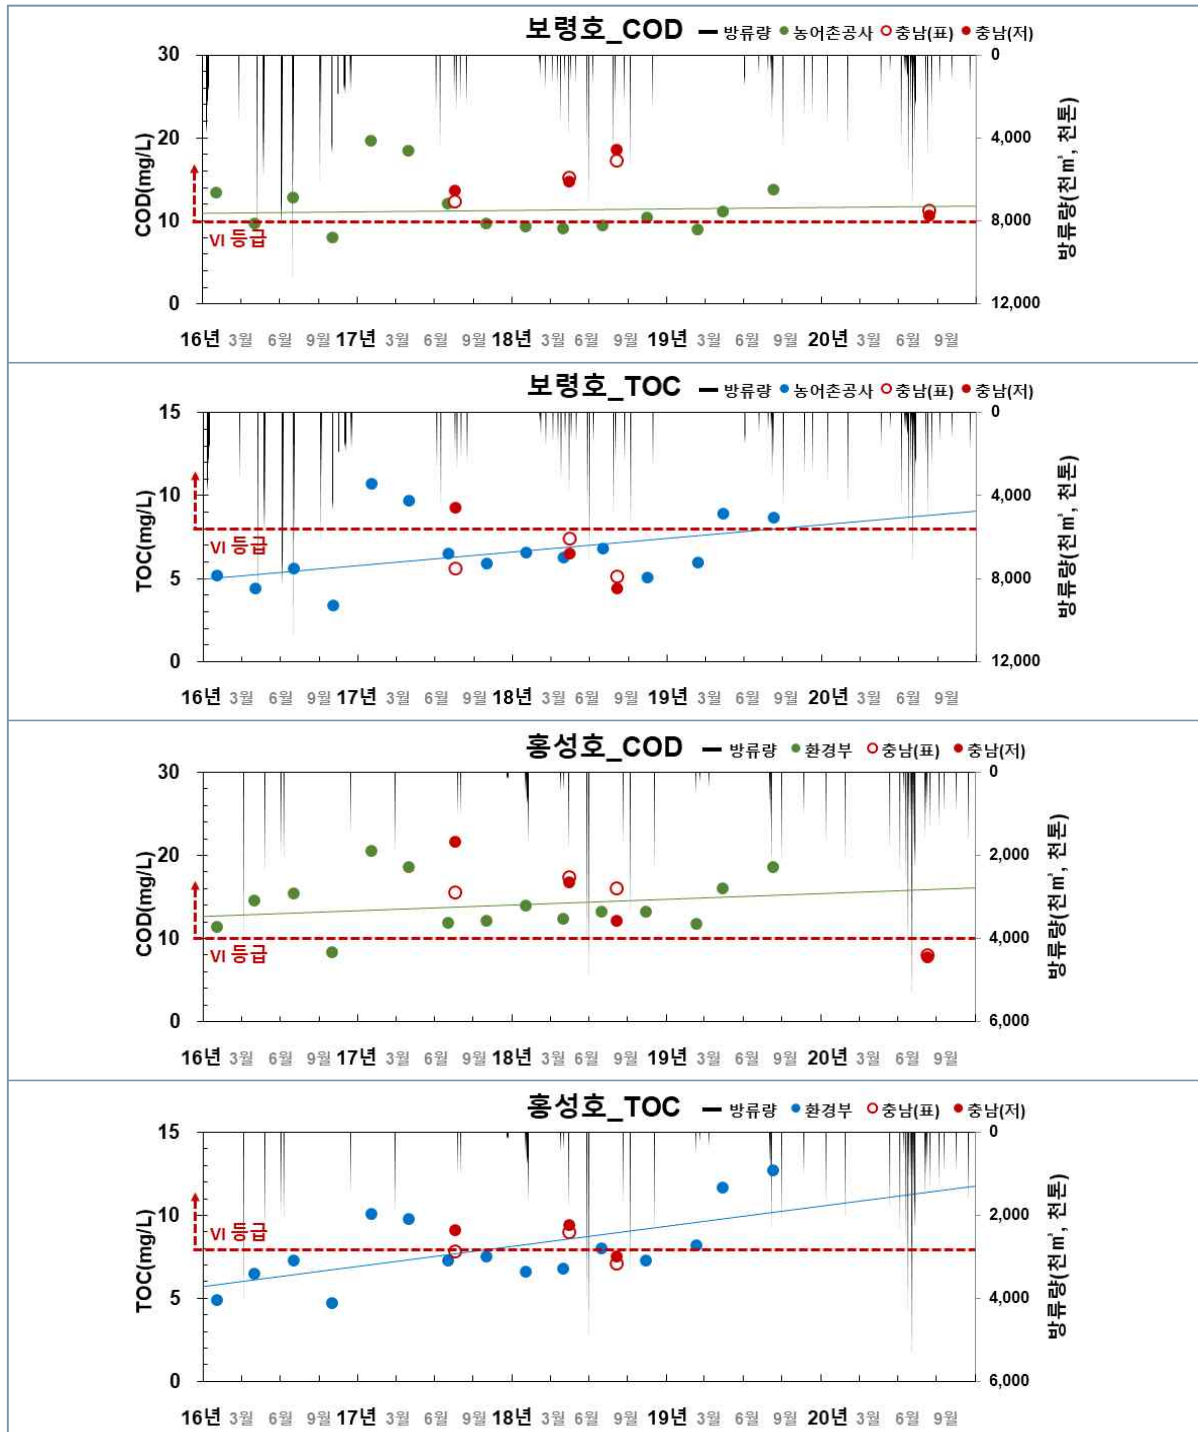 보령호_COD 방류량 농어촌공사 충남(표) 충남(저)
30 0
20 4,000
10 8,000
0 12,000
COD(mg/L)
방류량(천㎥, 천톤)
VI 등급
16년 3월 6월 9월 17년 3월 6월 9월 18년 3월 6월 9월 19년 3월 6월 9월 20년 3월 6월 9월
보령호_TOC 방류량 농어촌공사 충남(표) 충남(저)
15 0
10 4,000
5 8,000
0 12,000
TOC(mg/L)
방류량(천㎥, 천톤)
VI 등급
16년 3월 6월 9월 17년 3월 6월 9월 18년 3월 6월 9월 19년 3월 6월 9월 20년 3월 6월 9월
홍성호_COD 방류량 환경부 충남(표) 충남(저)
30 0
20 2,000
10 4,000
0 6,000
COD(mg/L)
방류량(천㎥, 천톤)
VI 등급
16년 3월 6월 9월 17년 3월 6월 9월 18년 3월 6월 9월 19년 3월 6월 9월 20년 3월 6월 9월
홍성호_TOC 방류량 환경부 충남(표) 충남(저)
15 0
10 2,000
5 4,000
0 6,000
TOC(mg/L)
방류량(천㎥, 천톤)
VI 등급
16년 3월 6월 9월 17년 3월 6월 9월 18년 3월 6월 9월 19년 3월 6월 9월 20년 3월 6월 9월